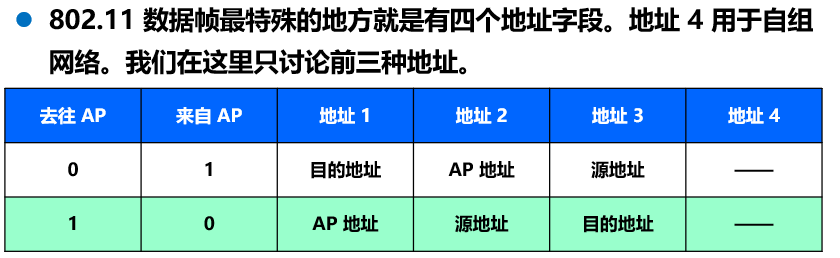 802.11 数据帧最特殊的地方就是有四个地址字段。地址 4 用于自组
网络。我们在这里只讨论前三种地址。
去往 AP 来自 AP 地址 1 地址 2 地址 3 地址 4
0 1 目的地址 AP 地址 源地址 ——
1 0 AP 地址 源地址 目的地址 ——